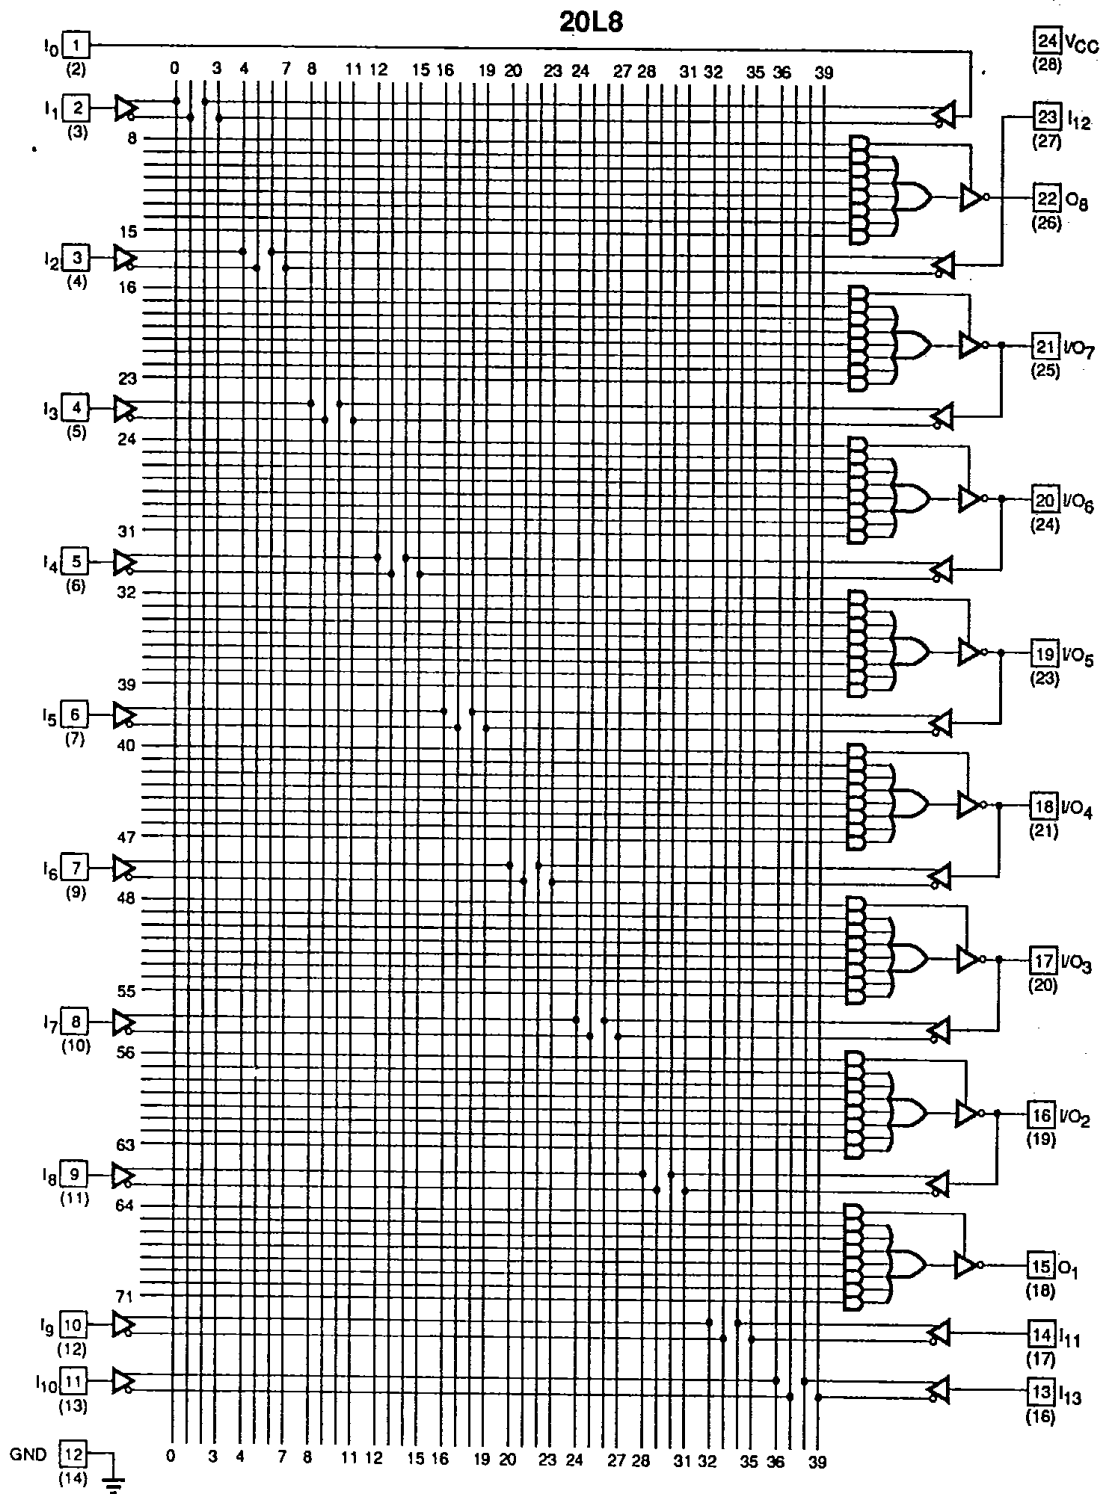 20L8
I0 1 24 VCC
(2) (28)
0 3 4 7 8 11 12 15 16 19 20 23 24 27 28 31 32 35 36 39
I1 2 23 I12
(3) (27)
8
22 O8
(26)
15
I2 3
(4)
16
21 I/O7
(25)
23
I3 4
(5)
24
20 I/O6
(24)
31
I4 5
(6)
32
19 I/O5
(23)
39
I5 6
(7)
40
18 I/O4
(21)
47
I6 7
(9)
48
17 I/O3
(20)
55
I7 8
(10)
56
16 I/O2
(19)
63
I8 9
(11)
64
15 O1
(18)
71
I9 10 14 I11
(12) (17)
I10 11 13 I13
(13) (16)
GND 12
(14)
0 3 4 7 8 11 12 15 16 19 20 23 24 27 28 31 32 35 36 39